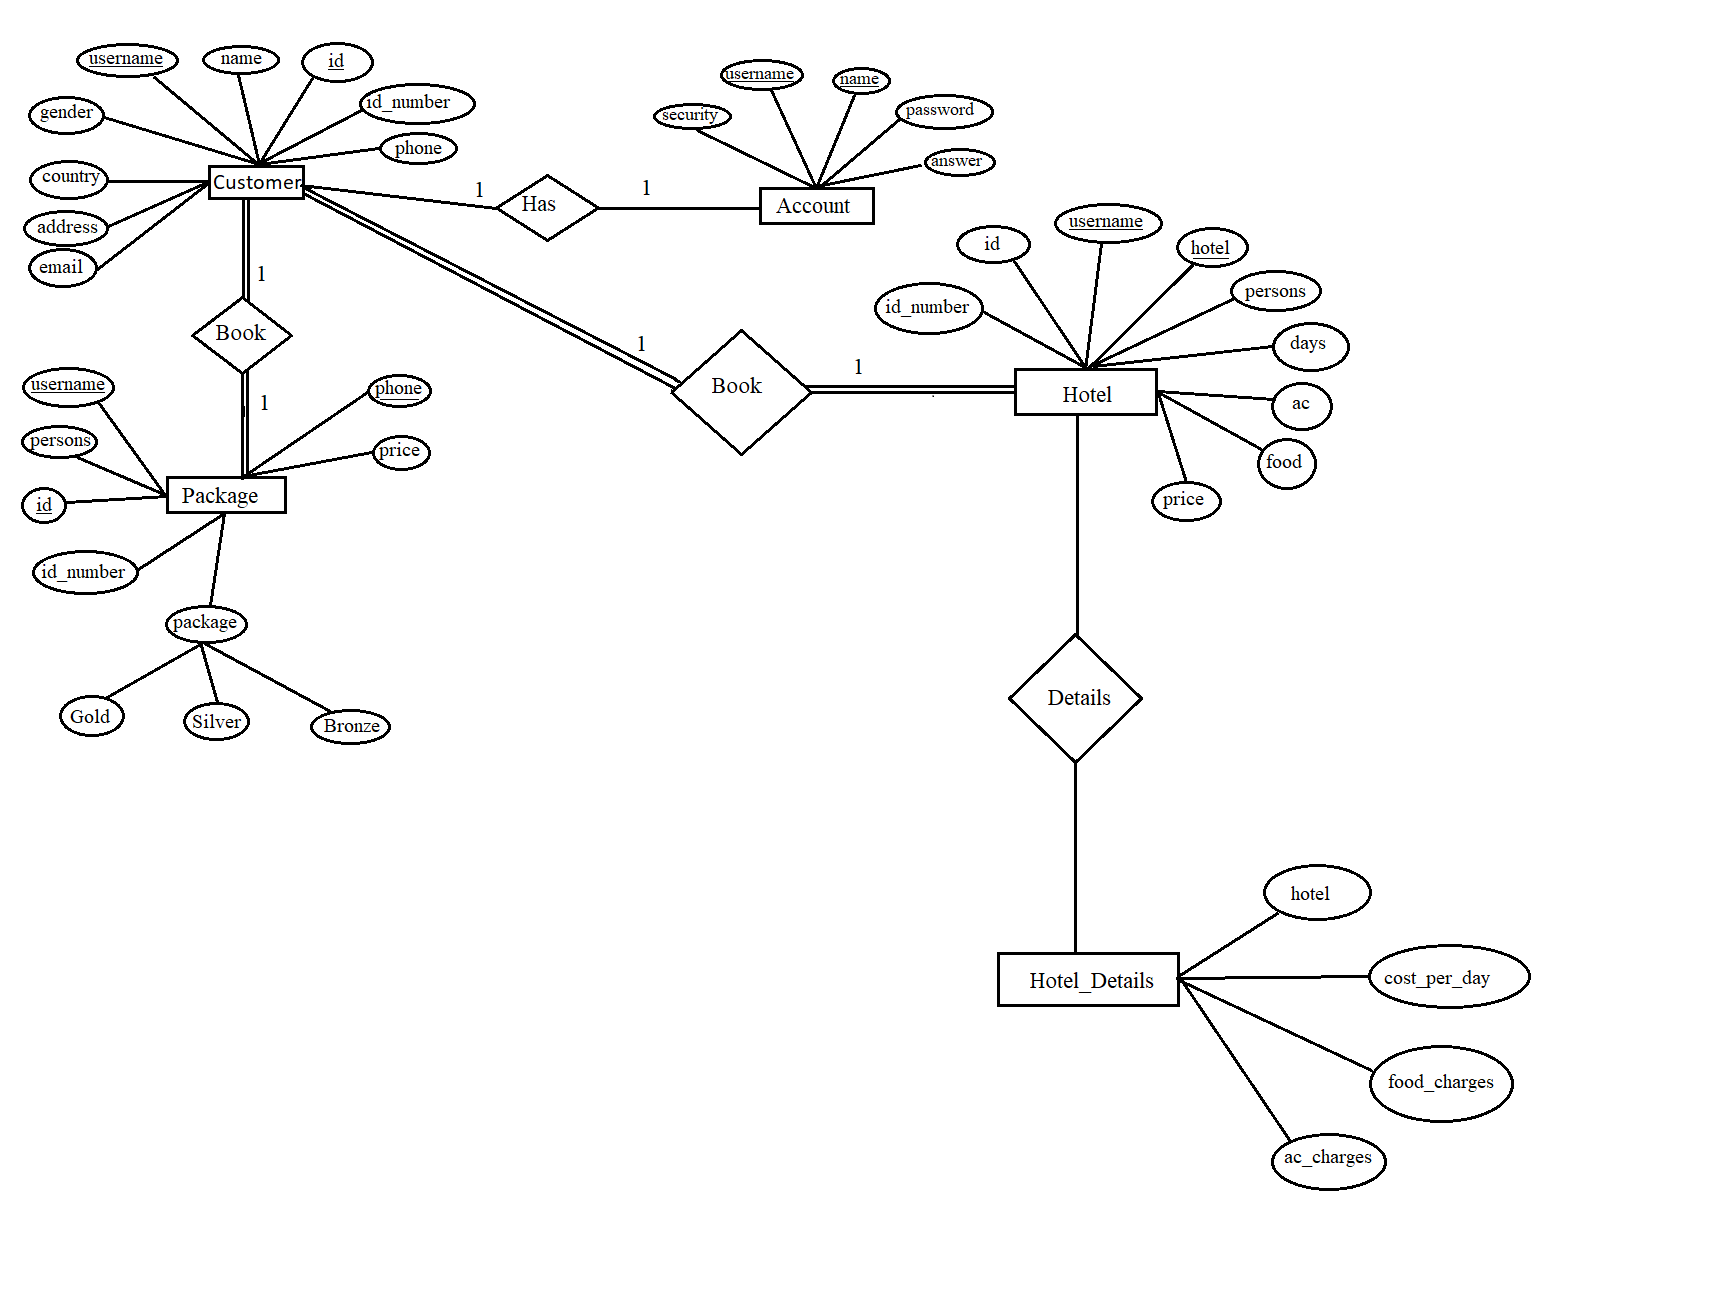 username
name
id
id_number
gender
phone
country
Customer
address
email
1
Has
1
username
name
security
password
answer
Account
1
Book
1
1
Book
1
id
username
hotel
id_number
persons
days
Hotel
ac
food
price
username
phone
persons
price
Package
id
id_number
package
Gold
Silver
Bronze
Details
Hotel_Details
hotel
cost_per_day
food_charges
ac_charges